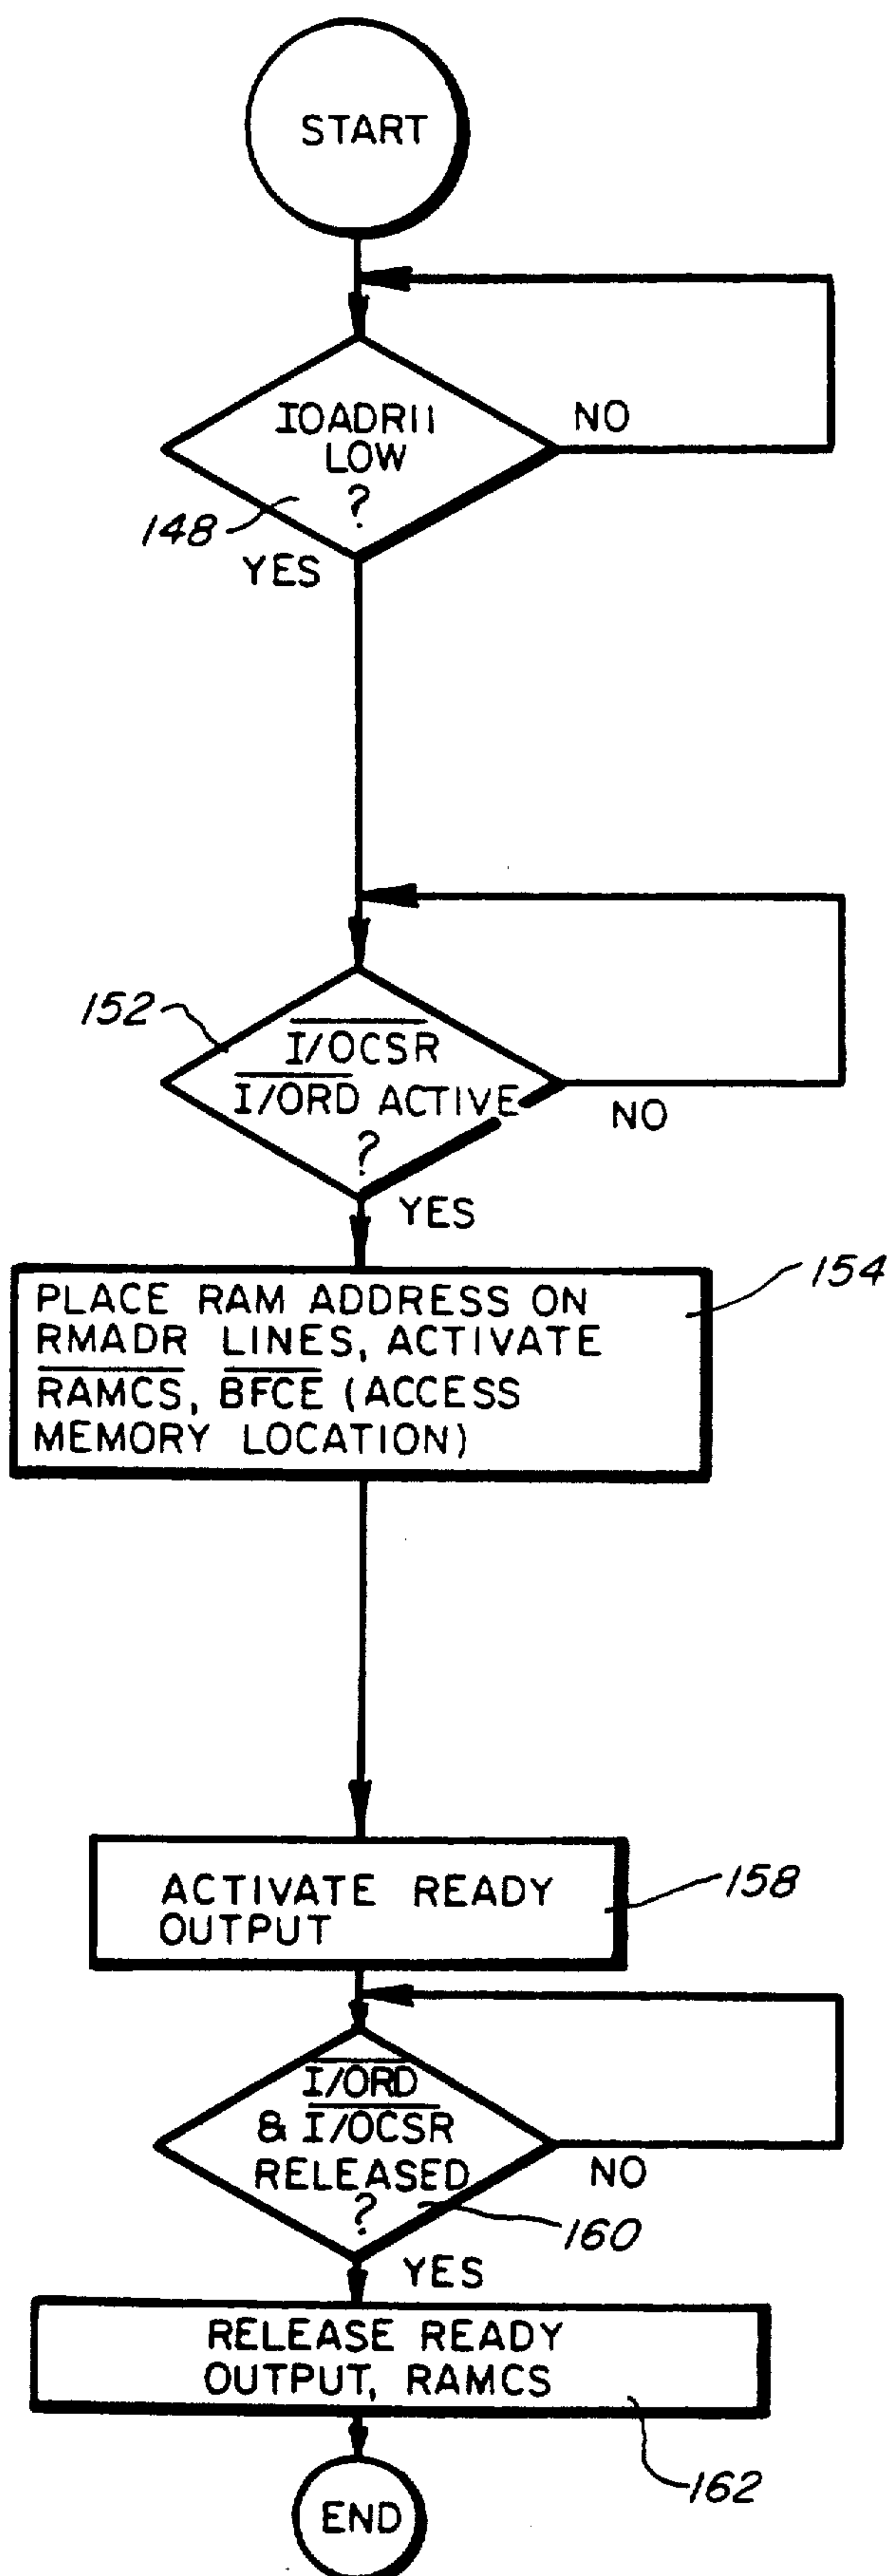 START
IOADR11
LOW
?
NO
148
YES
152
I/OCSR
I/ORD ACTIVE
?
NO
YES
154
PLACE RAM ADDRESS ON
RMADR LINES, ACTIVATE
RAMCS, BFCE (ACCESS
MEMORY LOCATION)
158
ACTIVATE READY
OUTPUT
I/ORD
& I/OCSR
RELEASED
?
NO
160
YES
RELEASE READY
OUTPUT, RAMCS
162
END